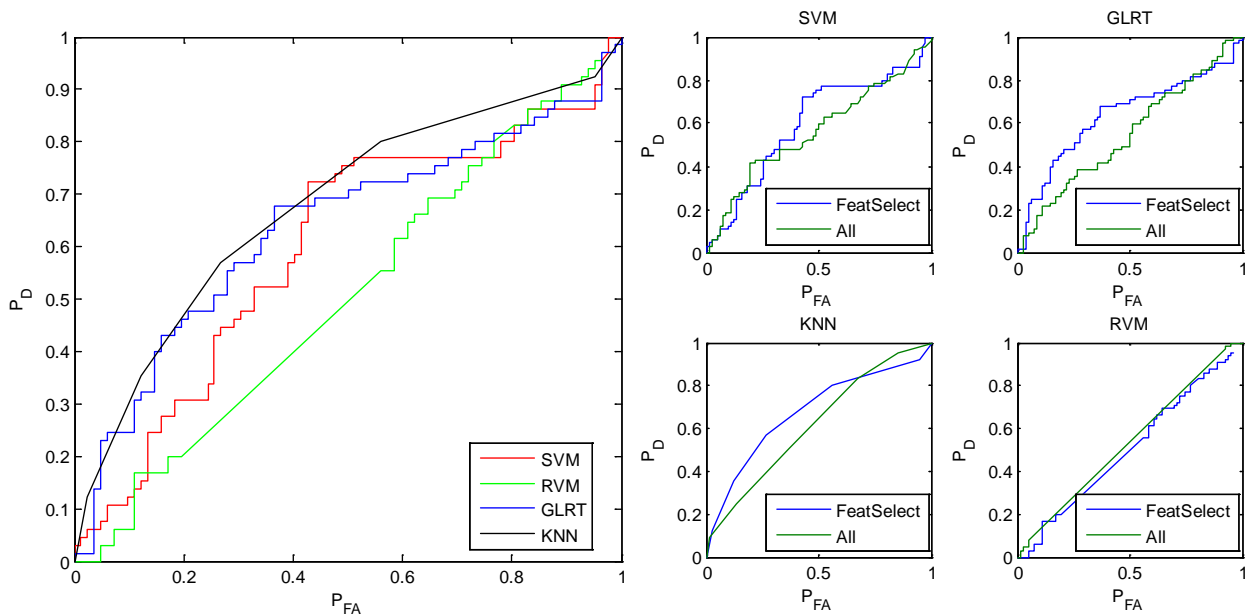 1
0.9
0.8
0.7
0.6
0.5
0.4
0.3
0.2
0.1
0
P_D
0 0.2 0.4 0.6 0.8 1
P_FA
SVM
RVM
GLRT
KNN
SVM
1
0.8
0.6
0.4
0.2
0
P_D
0 0.5 1
P_FA
FeatSelect
All
GLRT
1
0.8
0.6
0.4
0.2
0
P_D
0 0.5 1
P_FA
FeatSelect
All
KNN
1
0.8
0.6
0.4
0.2
0
P_D
0 0.5 1
P_FA
FeatSelect
All
RVM
1
0.8
0.6
0.4
0.2
0
P_D
0 0.5 1
P_FA
FeatSelect
All